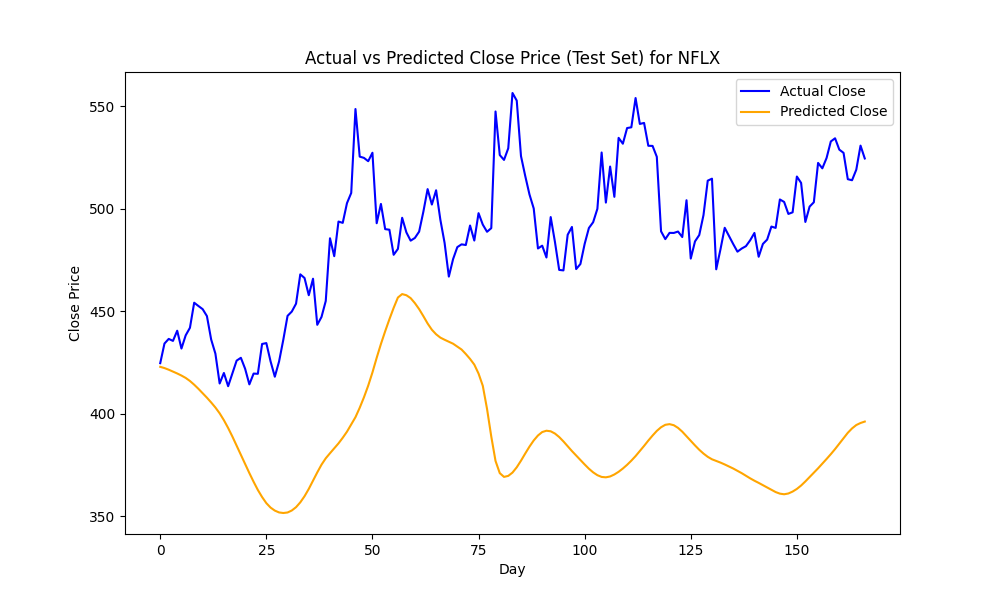 Actual vs Predicted Close Price (Test Set) for NFLX
Actual Close
Predicted Close
Close Price
550
500
450
400
350
0 25 50 75 100 125 150
Day